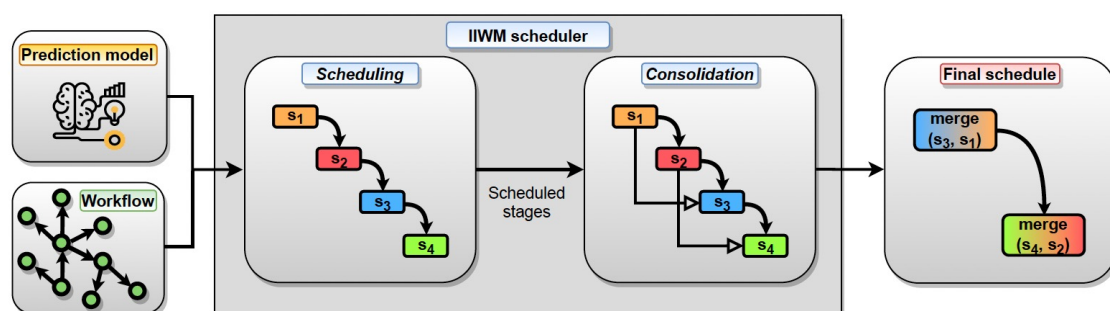 IIWM scheduler
Prediction model
Workflow
Scheduling
s1
s2
s3
s4
Scheduled
stages
Consolidation
s1
s2
s3
s4
Final schedule
merge
(s3, s1)
merge
(s4, s2)